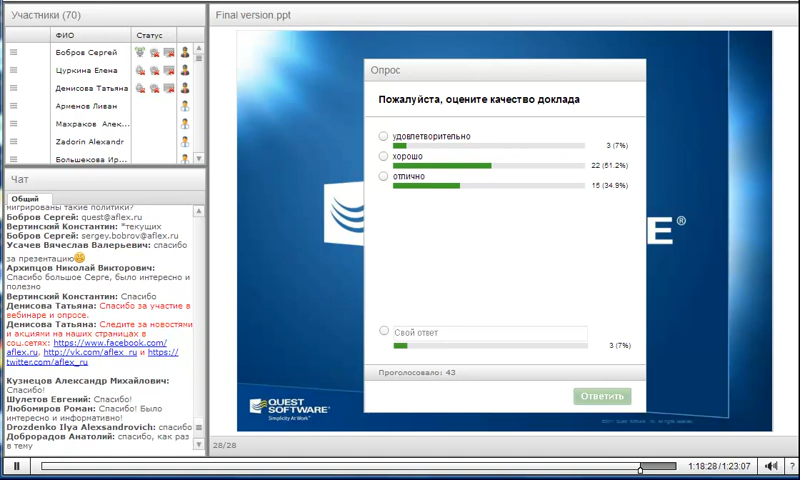 Участники (70)
ФИО Статус
Бобров Сергей
Цуркина Елена
Денисова Татьяна
Арменов Ливан
Махраков Алек...
Zadorin Alexandr
Большекова Ир...
Чат
Общий
нигрированы такие политики?
Бобров Сергей: quest@aflex.ru
Вертинский Константин: *текущих
Бобров Сергей: sergey.bobrov@aflex.ru
Усачев Вячеслав Валерьевич: спасибо
за презентацию
Архипцов Николай Викторович:
Спасибо большое Серге, было интересно и
полезно
Вертинский Константин: Спасибо
Денисова Татьяна: Спасибо за участие в
вебинаре и опросе.
Денисова Татьяна: Следите за новостями
и акциями на наших страницах в
соц.сетях: https://www.facebook.com/
aflex.ru, http://vk.com/aflex_ru и https://
twitter.com/aflex_ru
Кузнецов Александр Михайлович:
Спасибо!
Шулетов Евгений: Спасибо!
Любомиров Роман: Спасибо! Было
интересно и информативно!
Drozdenko Ilya Alexsandrovich: спасибо
Доброрадов Анатолий: спасибо, как раз
в тему
Final version.ppt
Опрос
Пожалуйста, оцените качество доклада
удовлетворительно
3 (7%)
хорошо
22 (51.2%)
отлично
15 (34.9%)
Свой ответ
3 (7%)
Проголосовало: 43
Ответить
E®
QUEST
SOFTWARE®
Simplicity At Work™
28/28
1:18:28/1:23:07
?